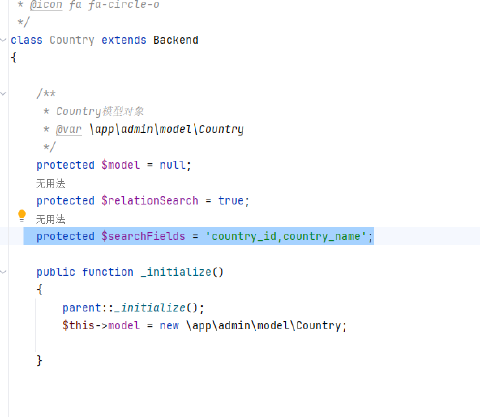 * @icon fa fa-circle-o
*/
class Country extends Backend
{
/**
* Country模型对象
* @var \app\admin\model\Country
*/
protected $model = null;
无用法
protected $relationSearch = true;
无用法
protected $searchFields = 'country_id,country_name';
public function _initialize()
{
parent::_initialize();
$this->model = new \app\admin\model\Country;
}